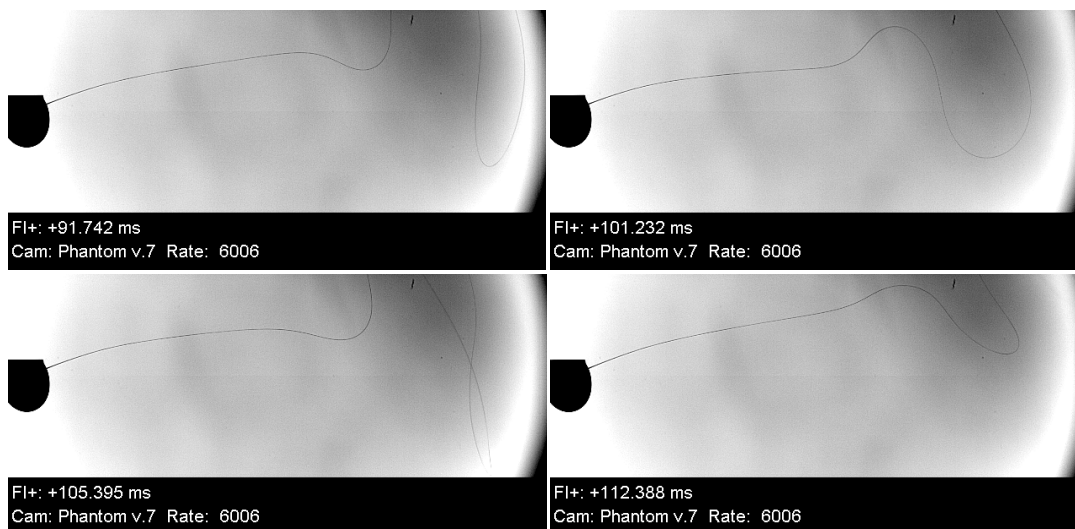 FI+: +91.742 ms
Cam: Phantom v.7 Rate: 6006
FI+: +101.232 ms
Cam: Phantom v.7 Rate: 6006
FI+: +105.395 ms
Cam: Phantom v.7 Rate: 6006
FI+: +112.388 ms
Cam: Phantom v.7 Rate: 6006